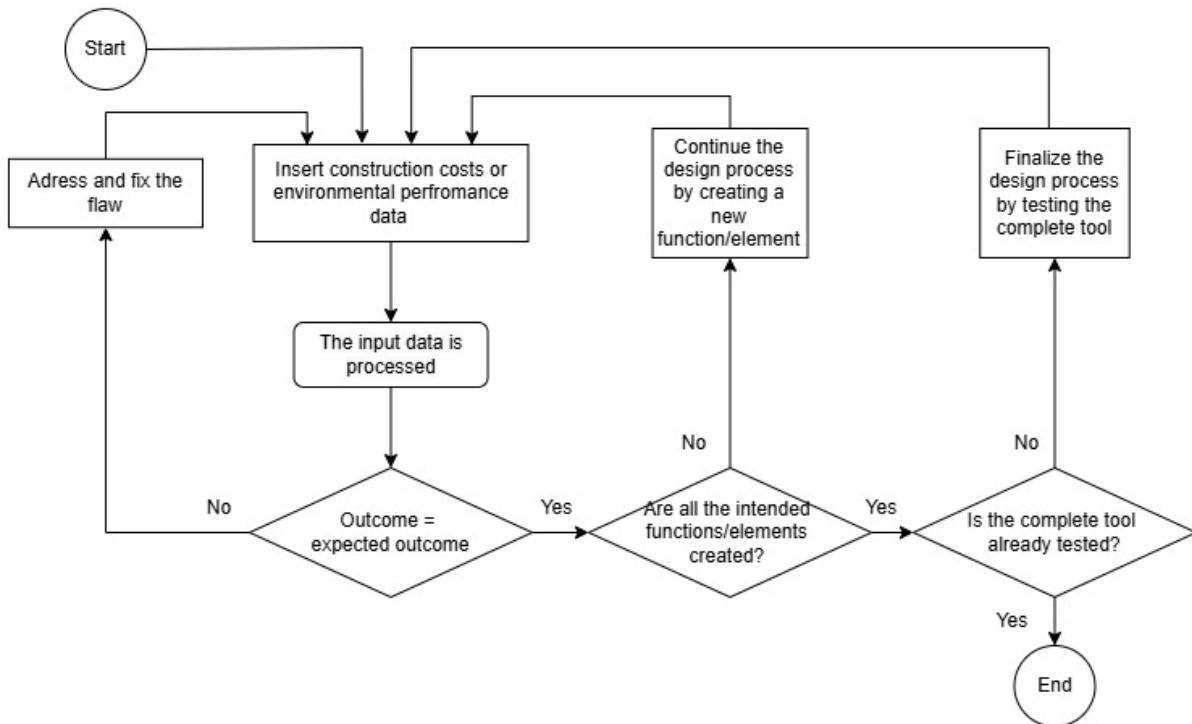 Start
Adress and fix the
flaw
Insert construction costs or
environmental perfromance
data
Continue the
design process
by creating a
new
function/element
Finalize the
design process
by testing the
complete tool
The input data is
processed
No
Outcome =
expected outcome
Yes
No
Are all the intended
functions/elements
created?
Yes
No
Is the complete tool
already tested?
Yes
End